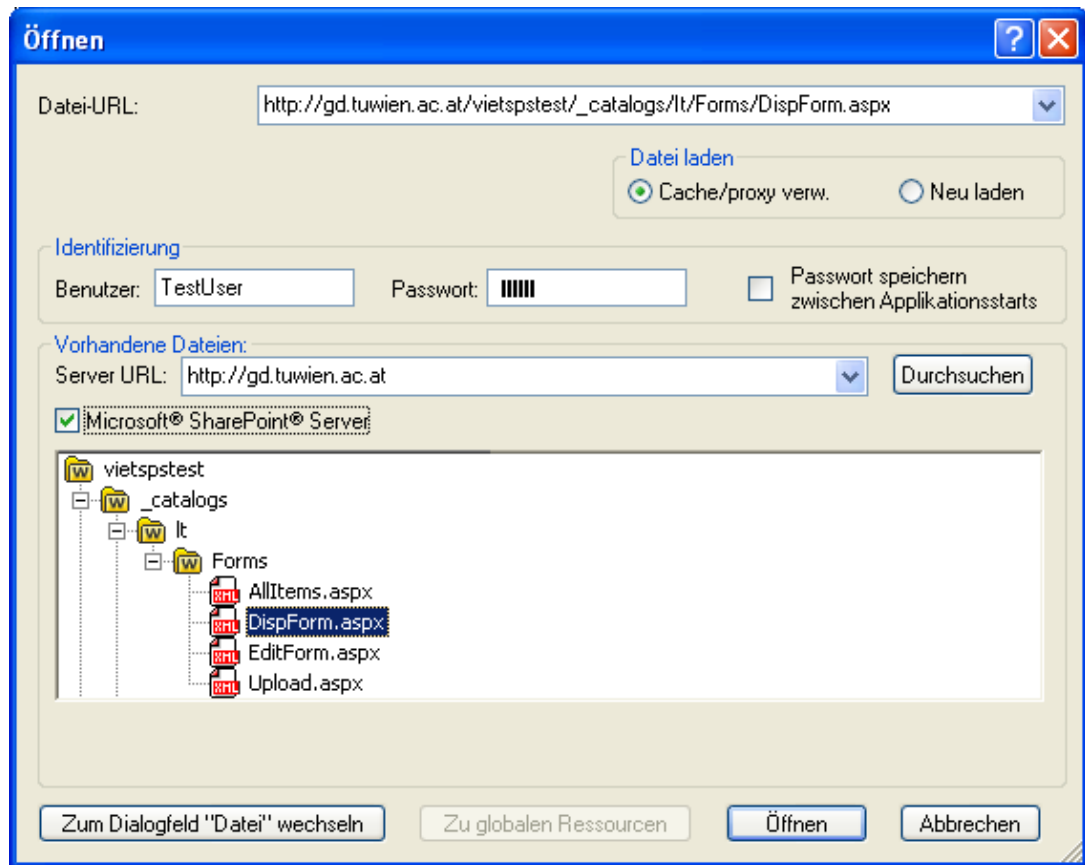 Öffnen
Datei-URL: http://gd.tuwien.ac.at/vietspstest/_catalogs/lt/Forms/DispForm.aspx
Datei laden
Cache/proxy verw. Neu laden
Identifizierung
Benutzer: TestUser Passwort: Passwort speichern
zwischen Applikationsstarts
Vorhandene Dateien:
Server URL: http://gd.tuwien.ac.at Durchsuchen
Microsoft® SharePoint® Server
vietspstest
_catalogs
lt
Forms
AllItems.aspx
DispForm.aspx
EditForm.aspx
Upload.aspx
Zum Dialogfeld "Datei" wechseln Zu globalen Ressourcen Öffnen Abbrechen